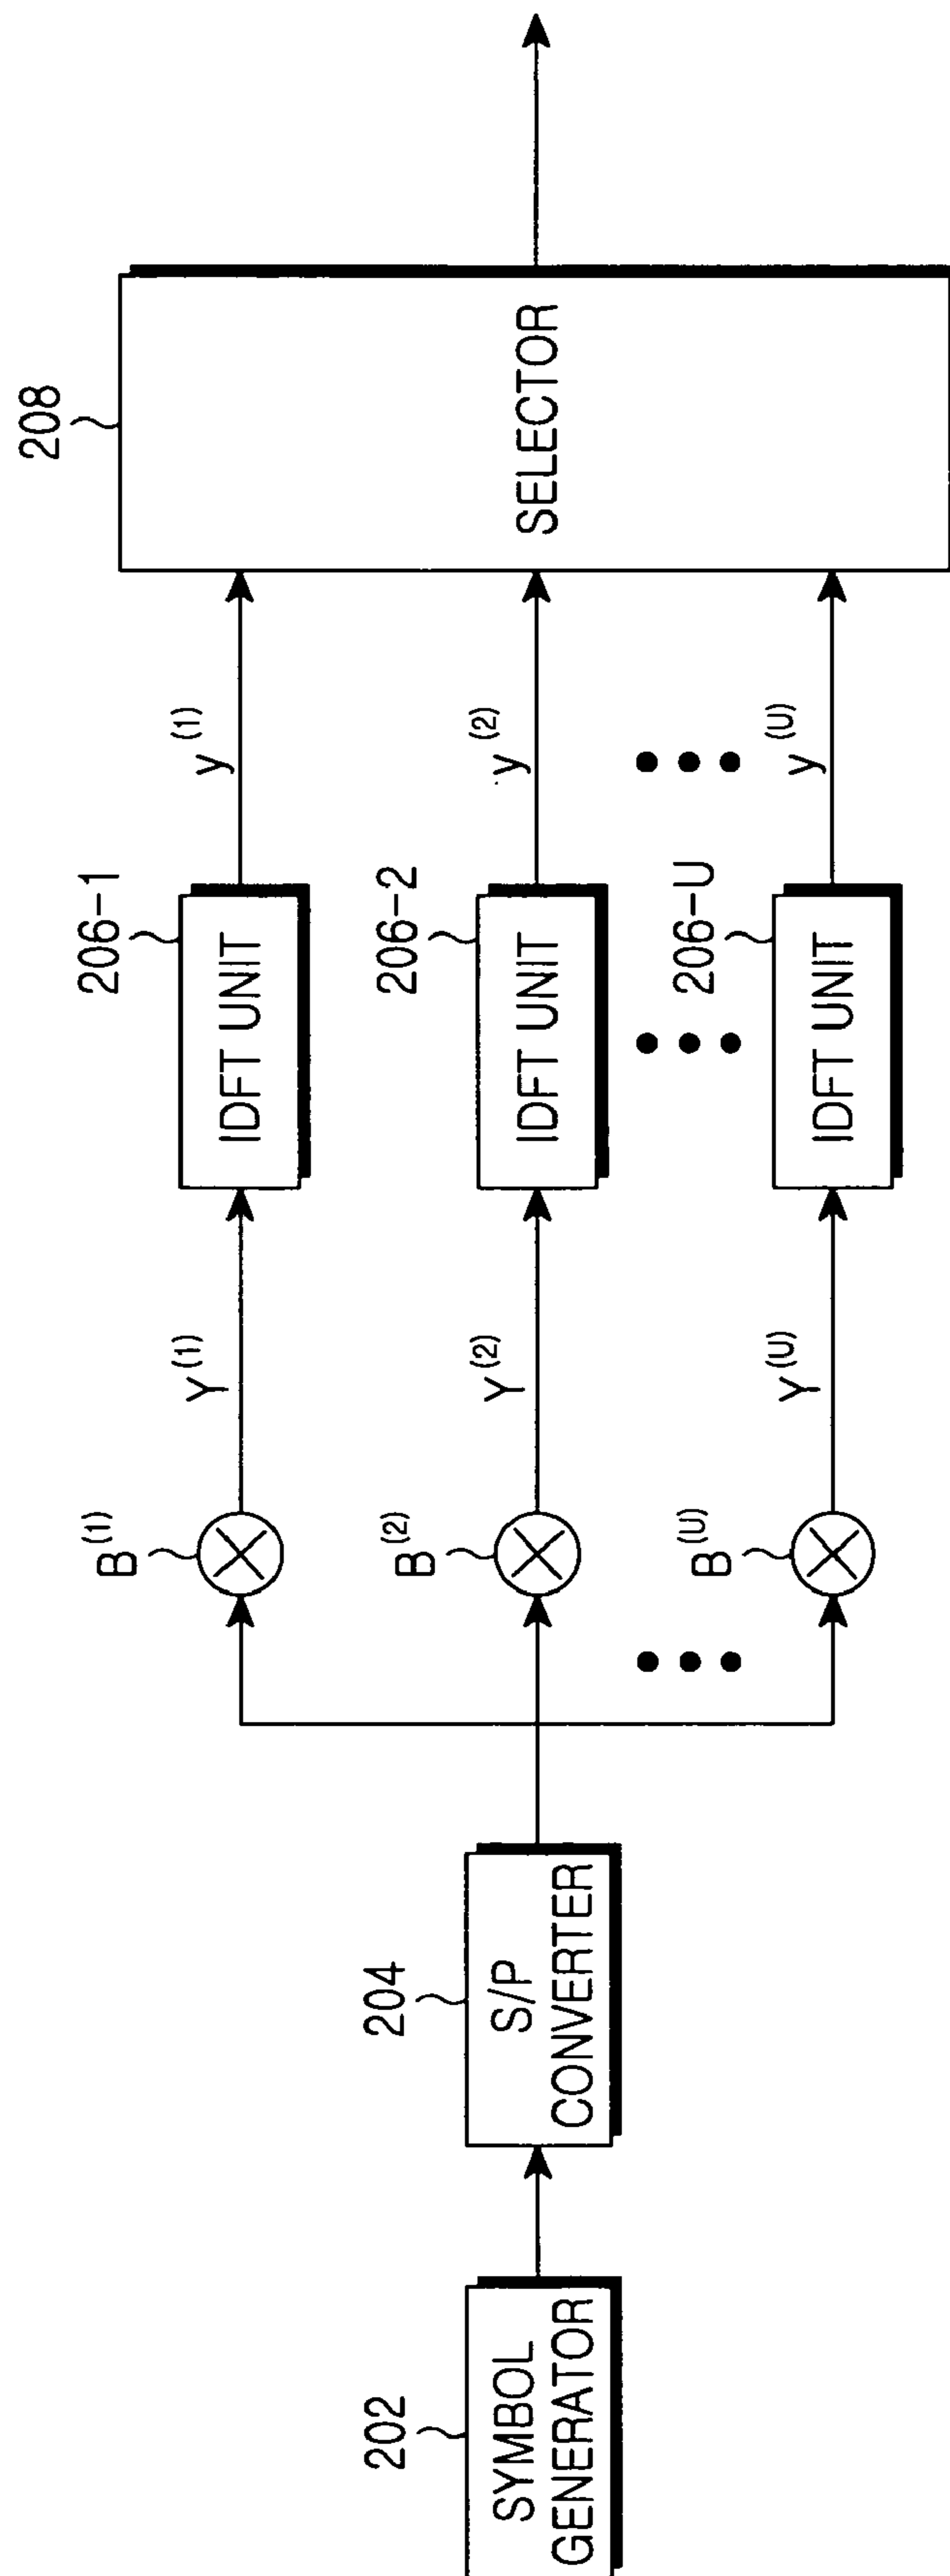 202
SYMBOL
GENERATOR
204
S/P
CONVERTER
B(1)
Y(1)
206-1
IDFT UNIT
y(1)
B(2)
Y(2)
206-2
IDFT UNIT
y(2)
B(U)
Y(U)
206-U
IDFT UNIT
y(U)
208
SELECTOR